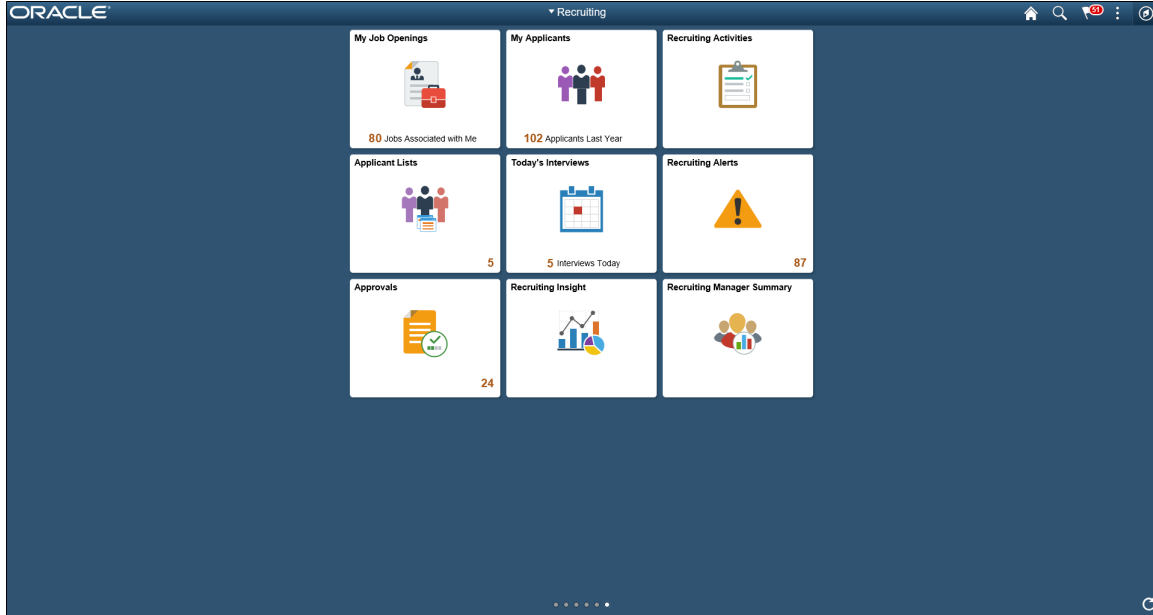 ORACLE
Recruiting
51
My Job Openings
80 Jobs Associated with Me
My Applicants
102 Applicants Last Year
Recruiting Activities
Applicant Lists
5
Today's Interviews
5 Interviews Today
Recruiting Alerts
87
Approvals
24
Recruiting Insight
Recruiting Manager Summary